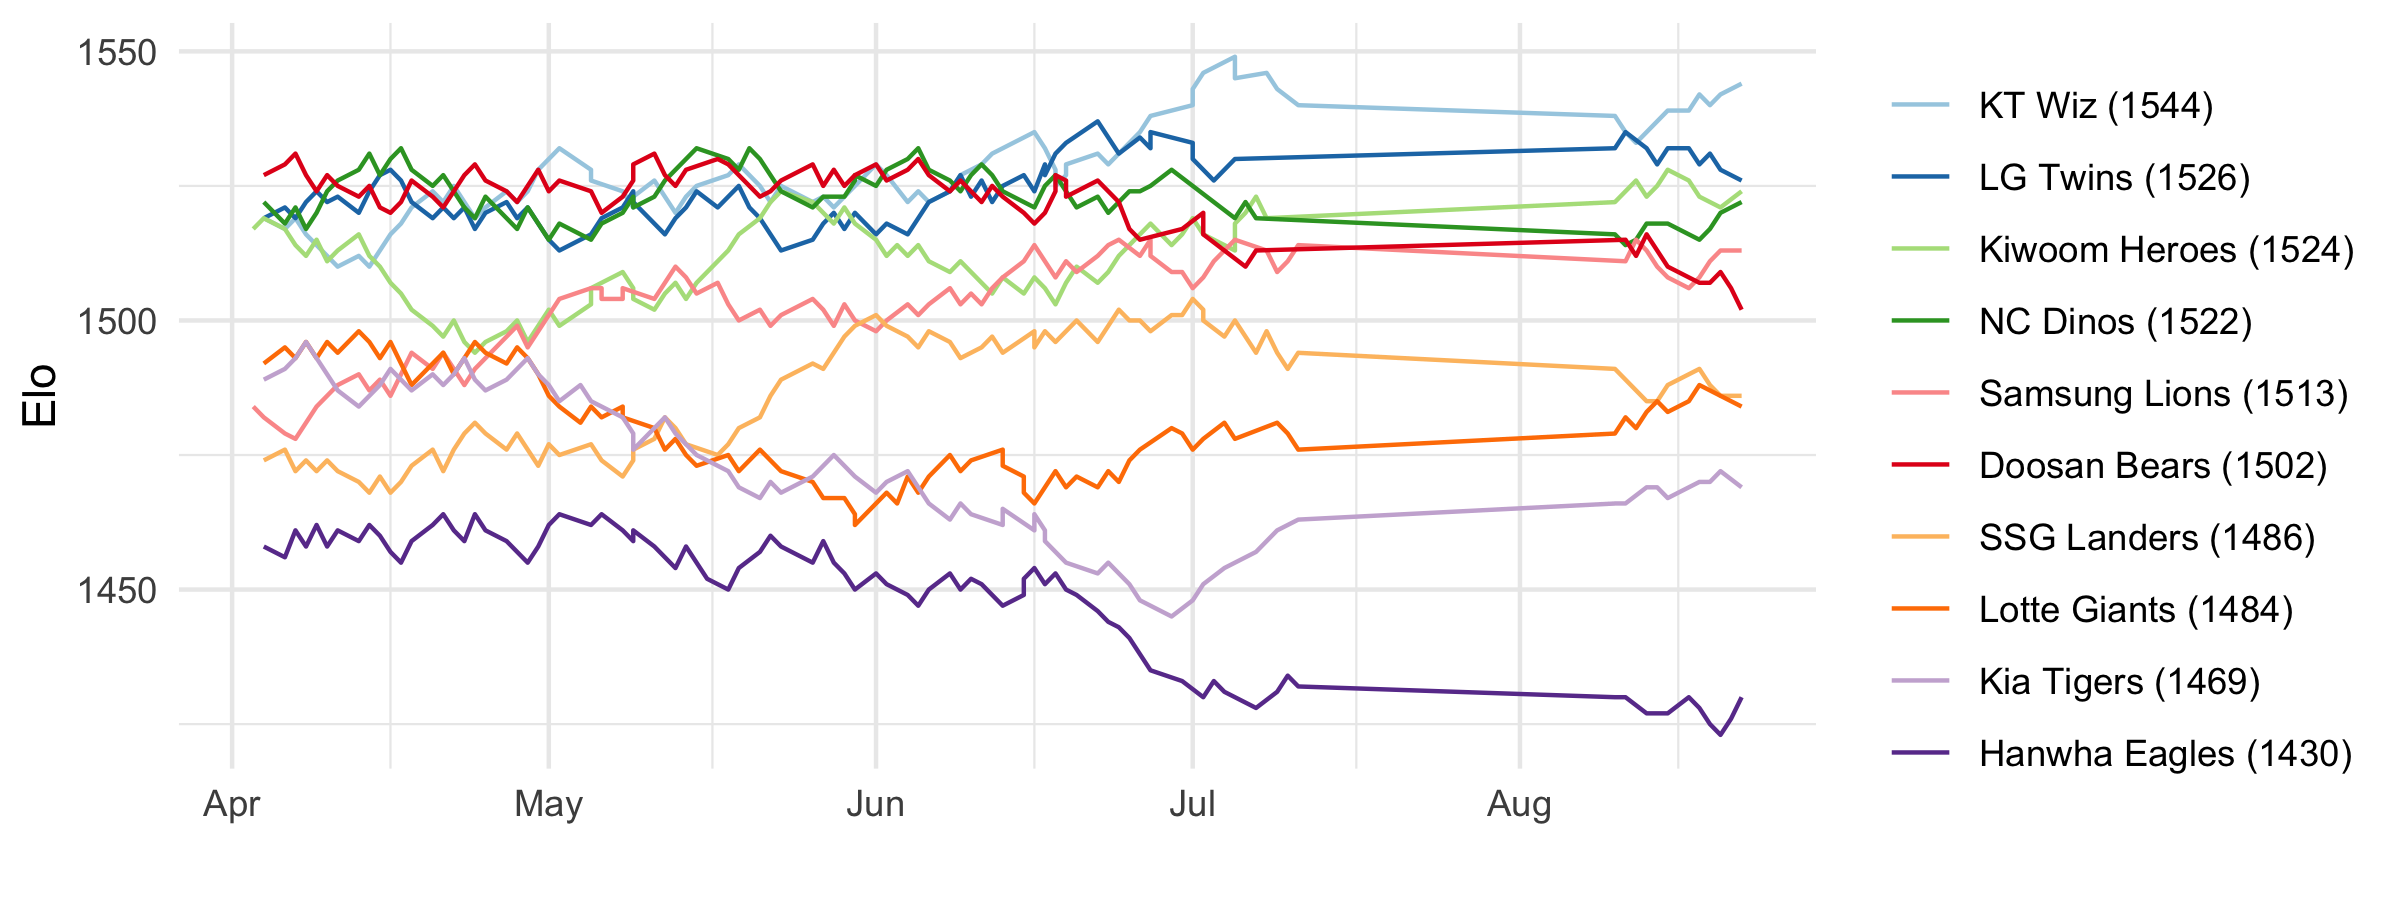 1550
1500
1450
Elo
Apr May Jun Jul Aug
KT Wiz (1544)
LG Twins (1526)
Kiwoom Heroes (1524)
NC Dinos (1522)
Samsung Lions (1513)
Doosan Bears (1502)
SSG Landers (1486)
Lotte Giants (1484)
Kia Tigers (1469)
Hanwha Eagles (1430)